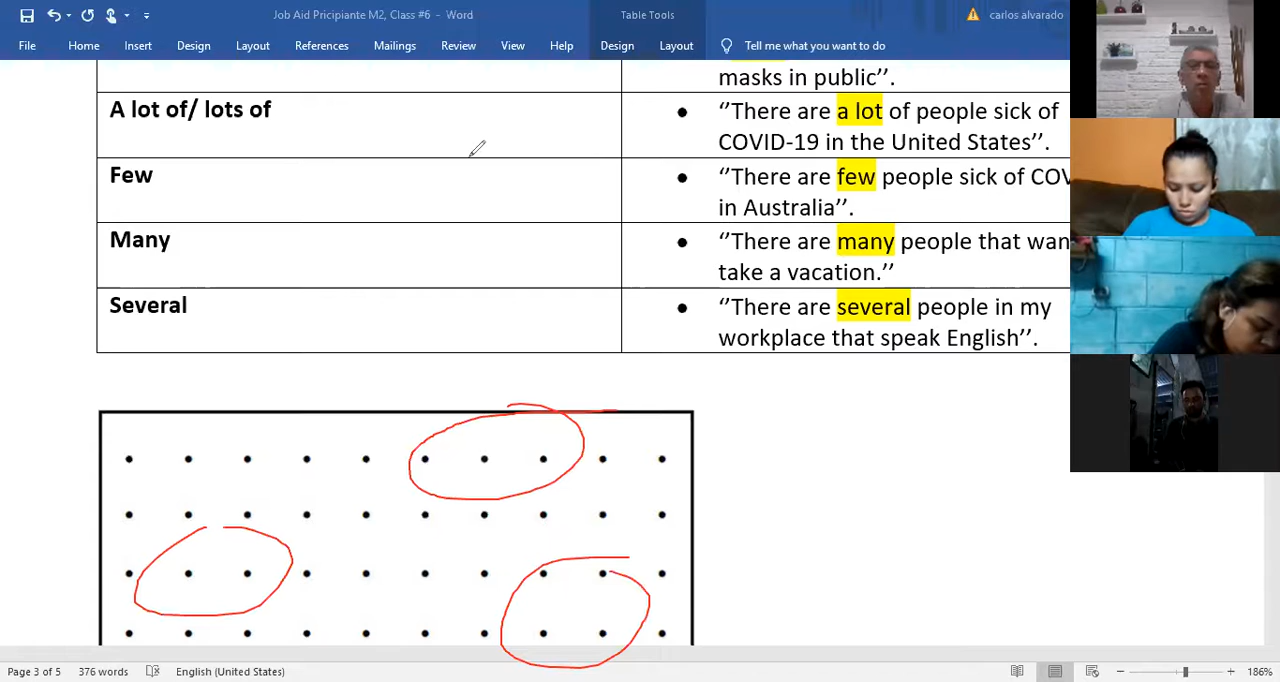 Job Aid Pricipiante M2, Class #6 - Word
Table Tools
carlos alvarado
File Home Insert Design Layout References Mailings Review View Help Design Layout Tell me what you want to do
masks in public’’.
A lot of/ lots of
• ‘’There are a lot of people sick of
COVID-19 in the United States’’.
Few
• ‘’There are few people sick of COV
in Australia’’.
Many
• ‘’There are many people that wan
take a vacation.’’
Several
• ‘’There are several people in my
workplace that speak English’’.
Page 3 of 5 376 words English (United States) 186%